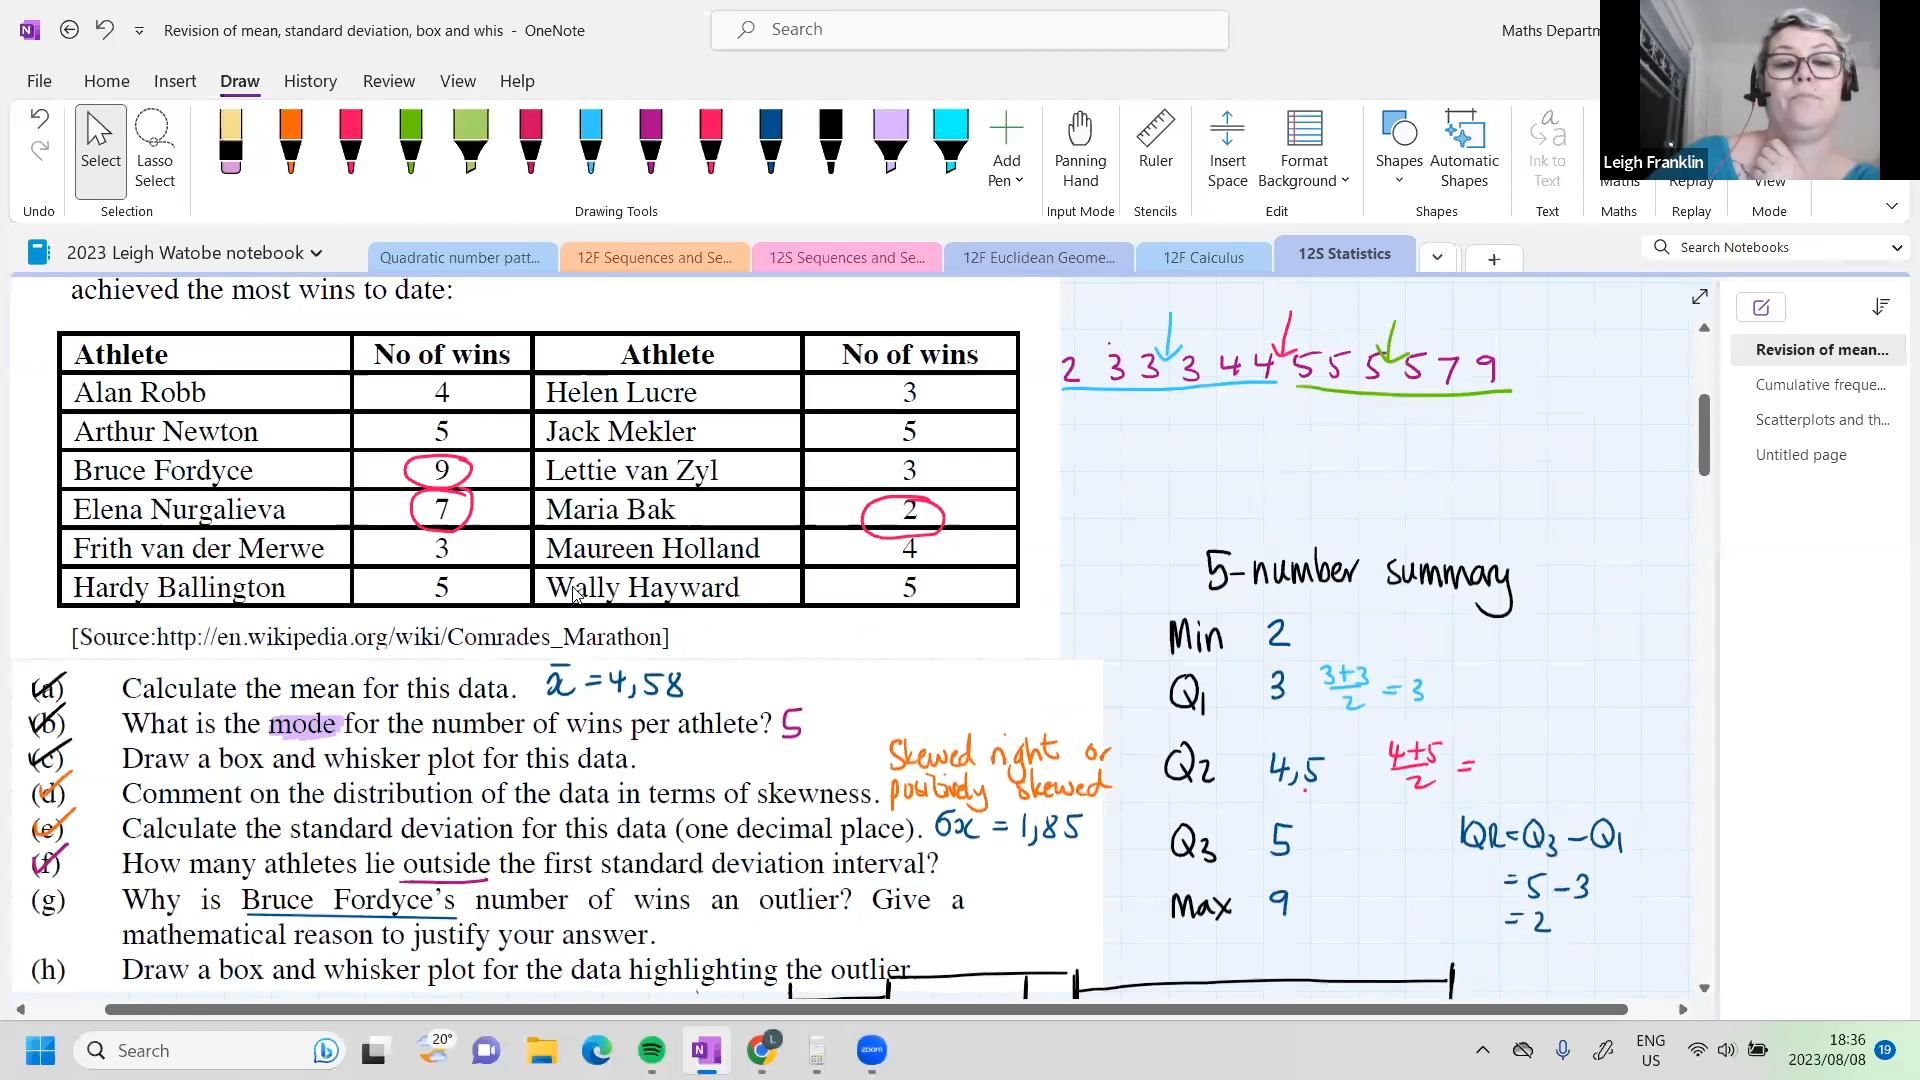 Revision of mean, standard deviation, box and whis - OneNote
Search
Maths Departm
File Home Insert Draw History Review View Help
Undo
Select
Lasso Select
Selection
Drawing Tools
Add Pen
Panning Hand
Input Mode
Ruler
Stencils
Insert Space
Format Background
Edit
Shapes
Automatic Shapes
Shapes
Ink to Text
Text
Maths
Maths
Replay
Replay
View
Mode
Leigh Franklin
2023 Leigh Watobe notebook
Quadratic number patt...
12F Sequences and Se...
12S Sequences and Se...
12F Euclidean Geome...
12F Calculus
12S Statistics
Search Notebooks
Revision of mean...
Cumulative freque...
Scatterplots and th...
Untitled page
achieved the most wins to date:
Athlete No of wins Athlete No of wins
Alan Robb 4 Helen Lucre 3
Arthur Newton 5 Jack Mekler 5
Bruce Fordyce 9 Lettie van Zyl 3
Elena Nurgalieva 7 Maria Bak 2
Frith van der Merwe 3 Maureen Holland 4
Hardy Ballington 5 Wally Hayward 5
[Source:http://en.wikipedia.org/wiki/Comrades_Marathon]
(a) Calculate the mean for this data. x̄ = 4,58
(b) What is the mode for the number of wins per athlete? 5
(c) Draw a box and whisker plot for this data.
(d) Comment on the distribution of the data in terms of skewness.
Skewed right or
positively skewed
(e) Calculate the standard deviation for this data (one decimal place). σx = 1,85
(f) How many athletes lie outside the first standard deviation interval?
(g) Why is Bruce Fordyce's number of wins an outlier? Give a
mathematical reason to justify your answer.
(h) Draw a box and whisker plot for the data highlighting the outlier
2 3 3 3 4 4 5 5 5 5 7 9
5-number summary
Min 2
Q1 3 3+3/2 = 3
Q2 4,5 4+5/2 =
Q3 5
Max 9
IQR = Q3 - Q1
= 5 - 3
= 2
Search
20°
zoom
ENG
US
18:36
2023/08/08
19